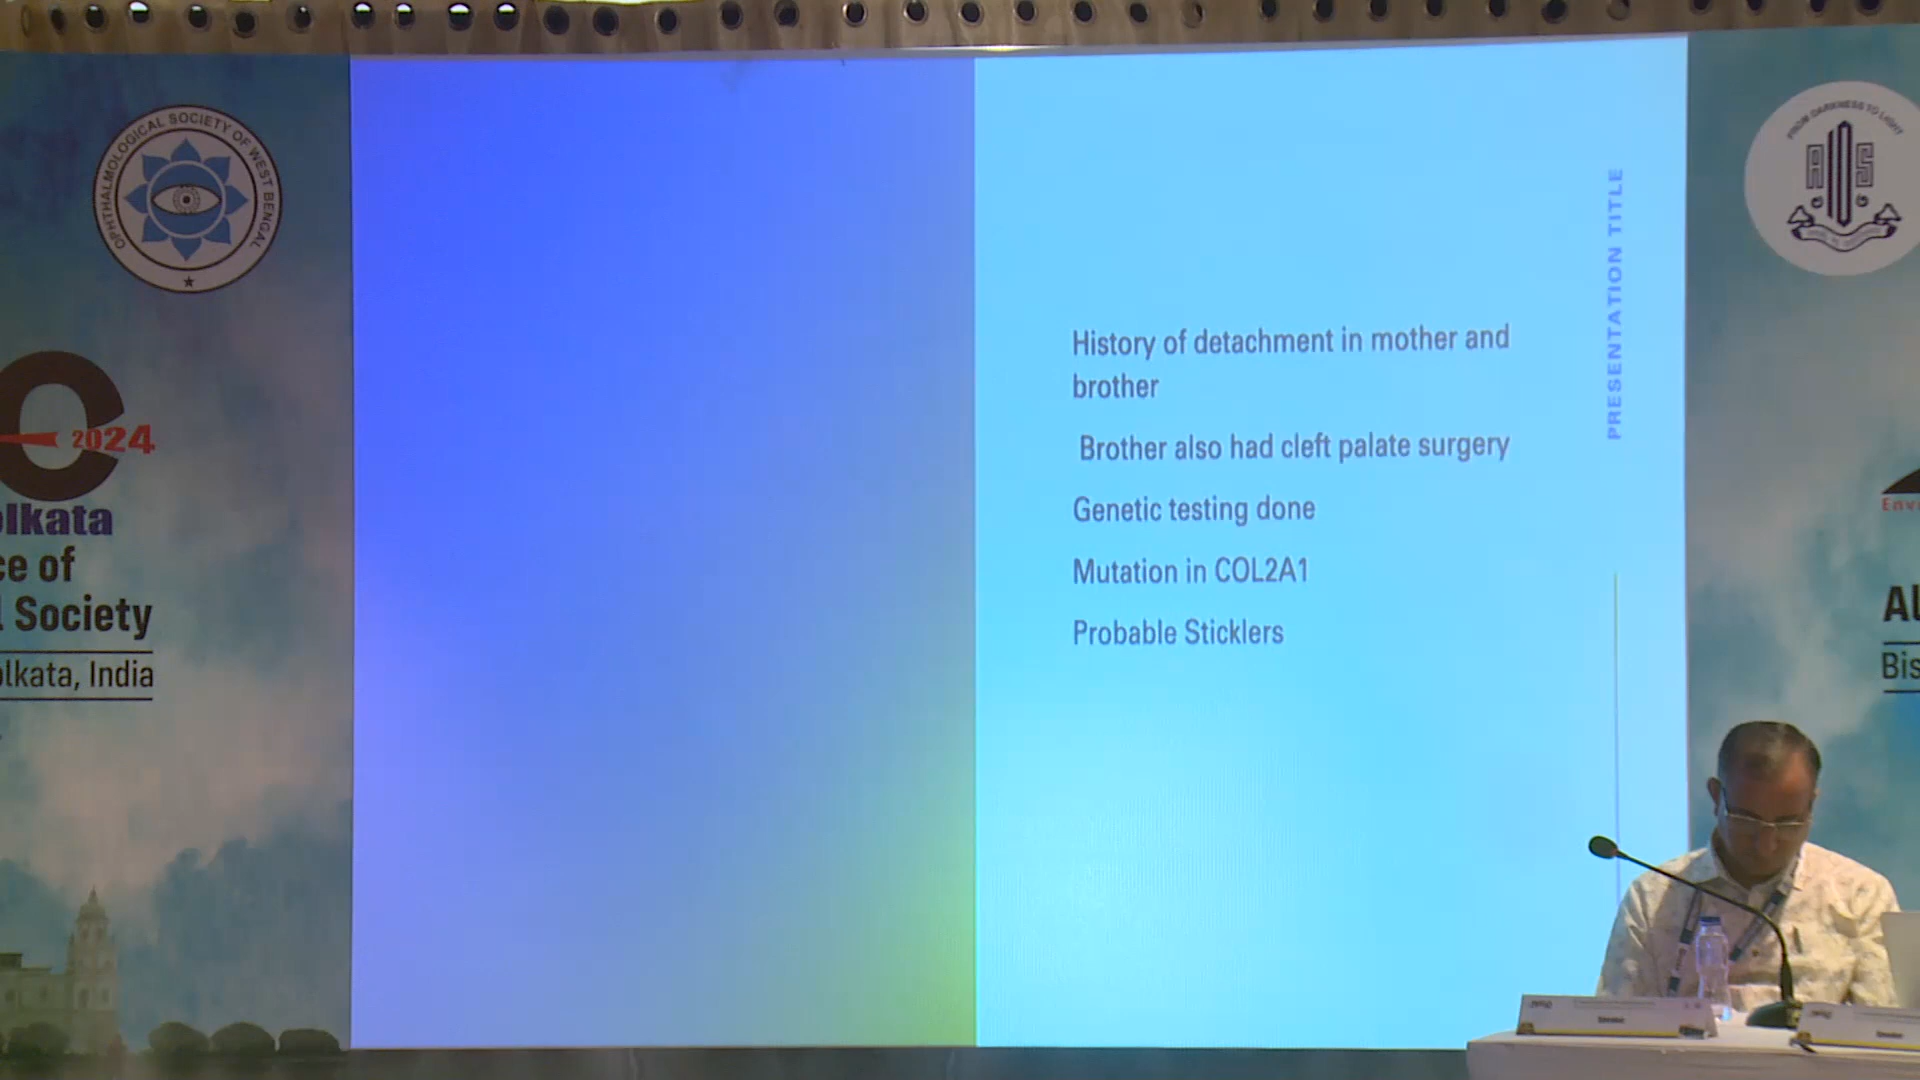 OPHTHALMOLOGICAL SOCIETY OF WEST BENGAL
2024
olkata
ce of
l Society
olkata, India
History of detachment in mother and
brother
Brother also had cleft palate surgery
Genetic testing done
Mutation in COL2A1
Probable Sticklers
PRESENTATION TITLE
FROM DARKNESS TO LIGHT
AIOS
Envi
Al
Bis